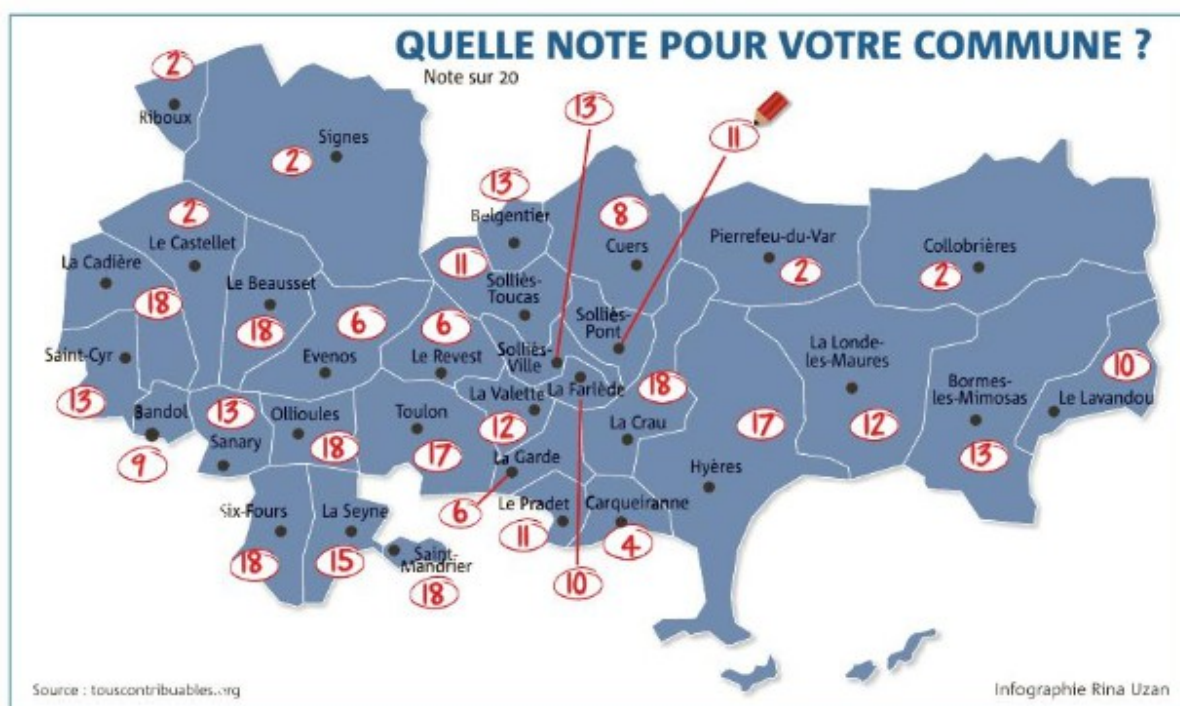 QUELLE NOTE POUR VOTRE COMMUNE ?
Note sur 20
2
Riboux
Signes
2
13
11
13
Belgentier
8
Cuers
Pierrefeu-du-Var
2
Collobrières
2
2
Le Castellet
La Cadière
18
Le Beausset
18
11
Solliès-
Toucas
Solliès-
Pont
6
Evenos
6
Le Revest
Solliès-
Ville
La Farlède
18
La Londe-
les-Maures
12
Bormes-
les-Mimosas
13
10
Le Lavandou
Saint-Cyr
13
Bandol
9
13
Sanary
Ollioules
18
Toulon
17
La Valette
12
La Garde
6
La Crau
17
Hyères
Six-Fours
18
La Seyne
15
Saint-
Mandrier
18
Le Pradet
11
Carqueiranne
4
10
Source : touscontribuables.org
Infographie Rina Uzan